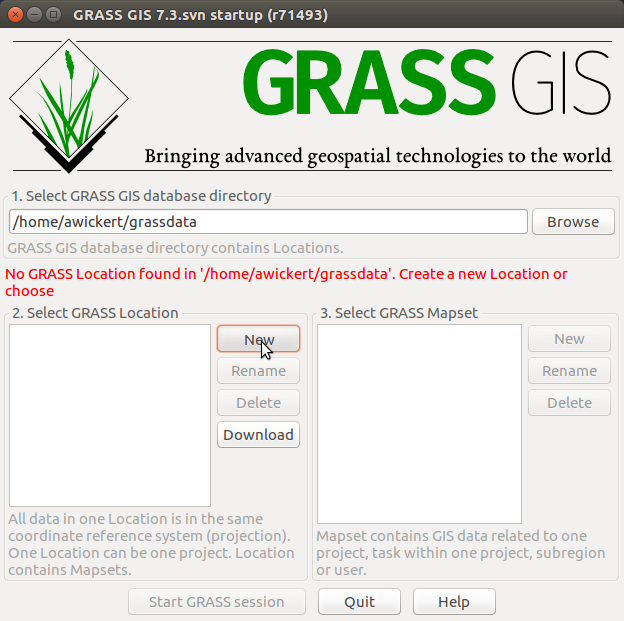 GRASS GIS 7.3.svn startup (r71493)
GRASS GIS
Bringing advanced geospatial technologies to the world
1. Select GRASS GIS database directory
/home/awickert/grassdata
Browse
GRASS GIS database directory contains Locations.
No GRASS Location found in '/home/awickert/grassdata'. Create a new Location or
choose
2. Select GRASS Location
New
Rename
Delete
Download
All data in one Location is in the same
coordinate reference system (projection).
One Location can be one project. Location
contains Mapsets.
3. Select GRASS Mapset
New
Rename
Delete
Mapset contains GIS data related to one
project, task within one project, subregion
or user.
Start GRASS session
Quit
Help